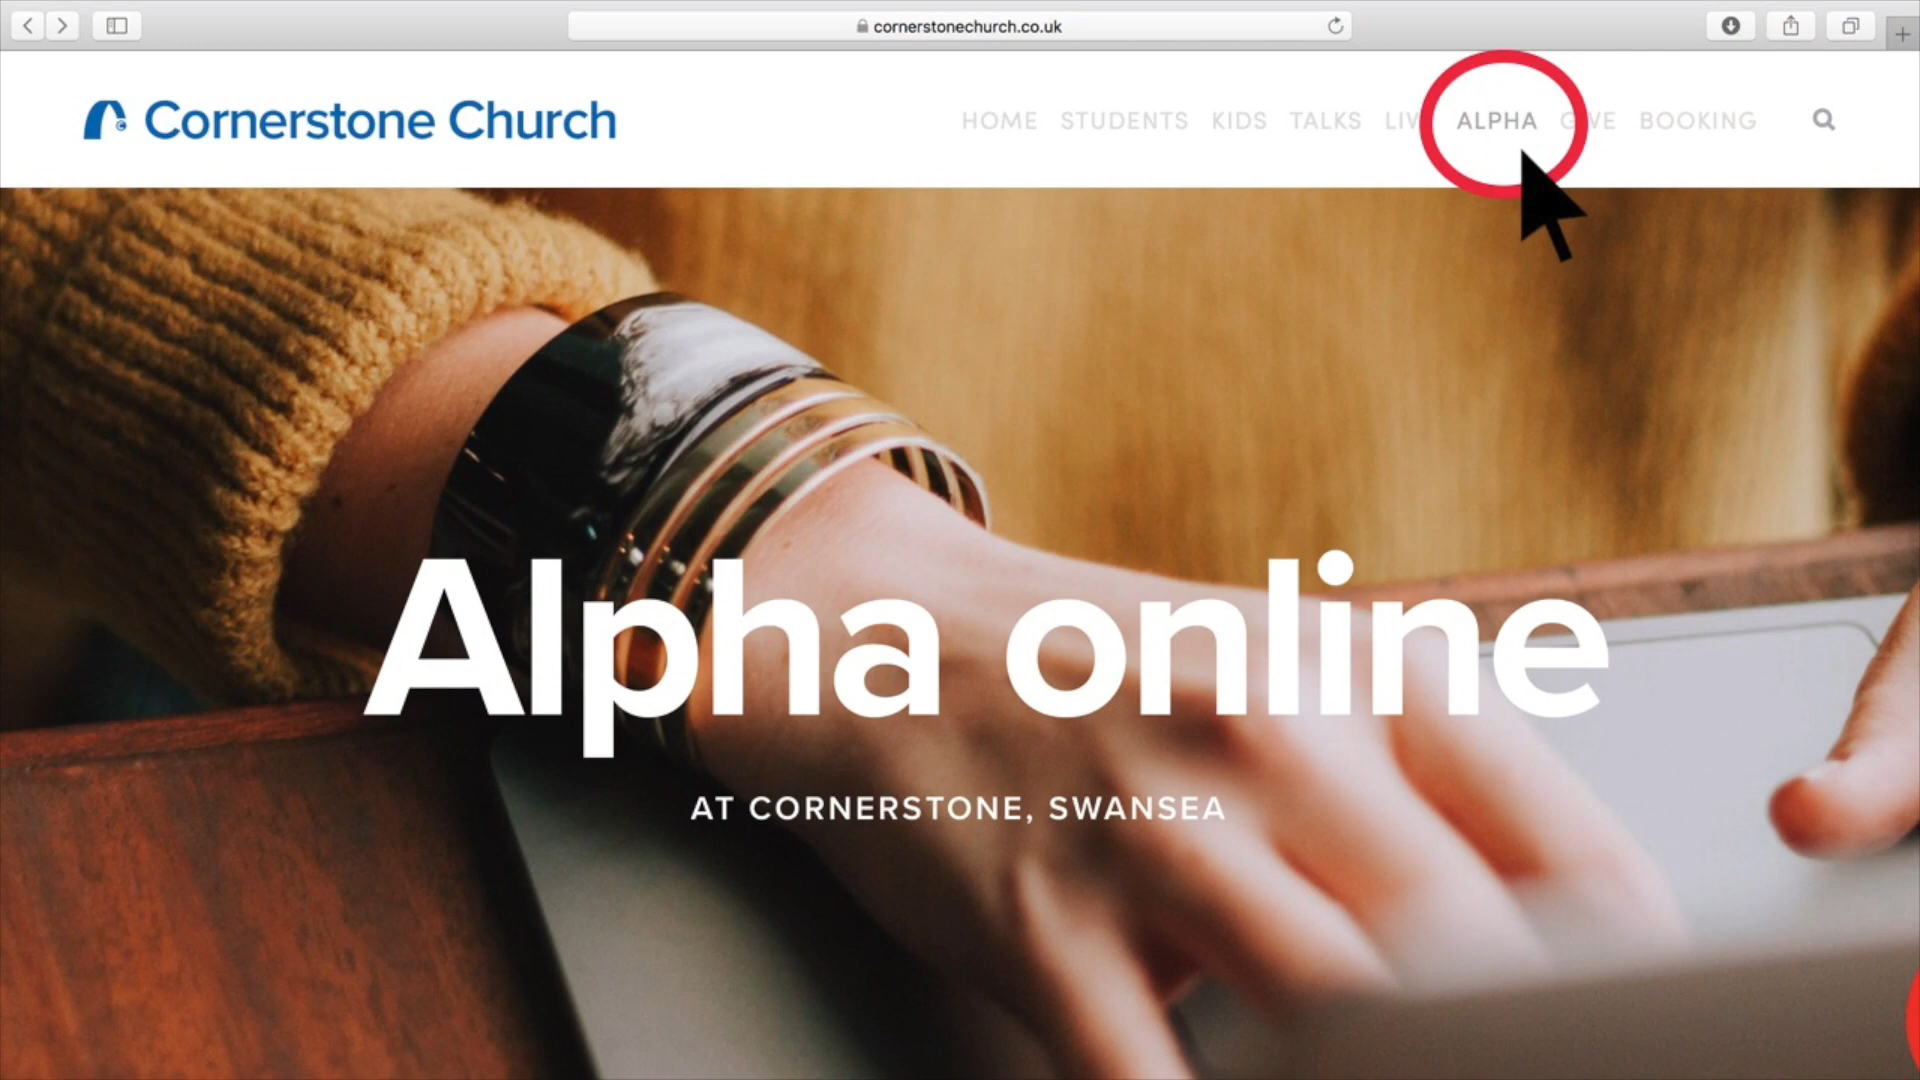 cornerstonechurch.co.uk
Cornerstone Church
HOME STUDENTS KIDS TALKS ALPHA BOOKING
Alpha online
AT CORNERSTONE, SWANSEA